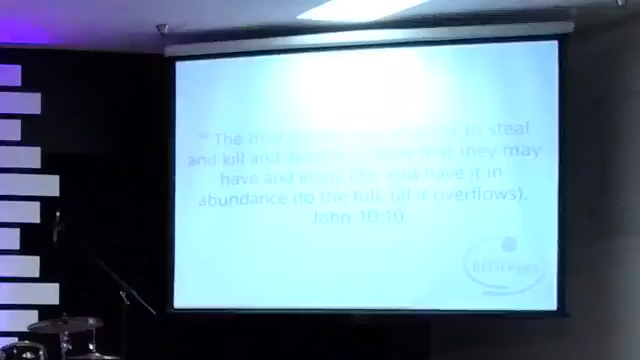 10 The thief to steal
and kill and they may
have and enjoy life, and have it in
abundance (to the full, till it overflows).
John 10:10